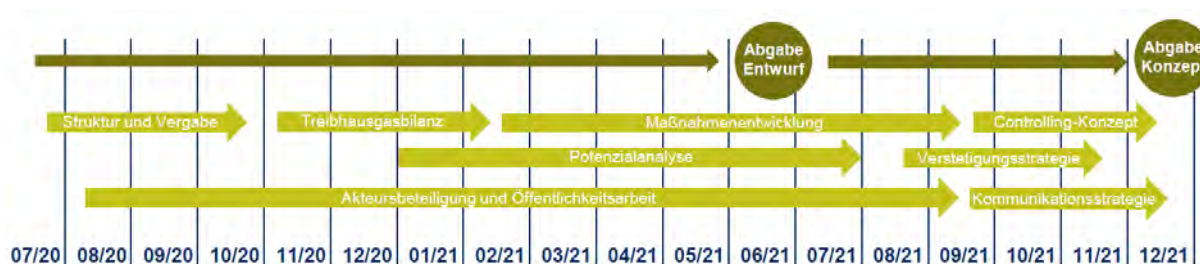 Abgabe
Entwurf
Abgabe
Konzept
Struktur und Vergabe
Treibhausgasbilanz
Maßnahmenentwicklung
Controlling-Konzept
Potenzialanalyse
Verstetigungsstrategie
Akteursbeteiligung und Öffentlichkeitsarbeit
Kommunikationsstrategie
07/20 08/20 09/20 10/20 11/20 12/20 01/21 02/21 03/21 04/21 05/21 06/21 07/21 08/21 09/21 10/21 11/21 12/21